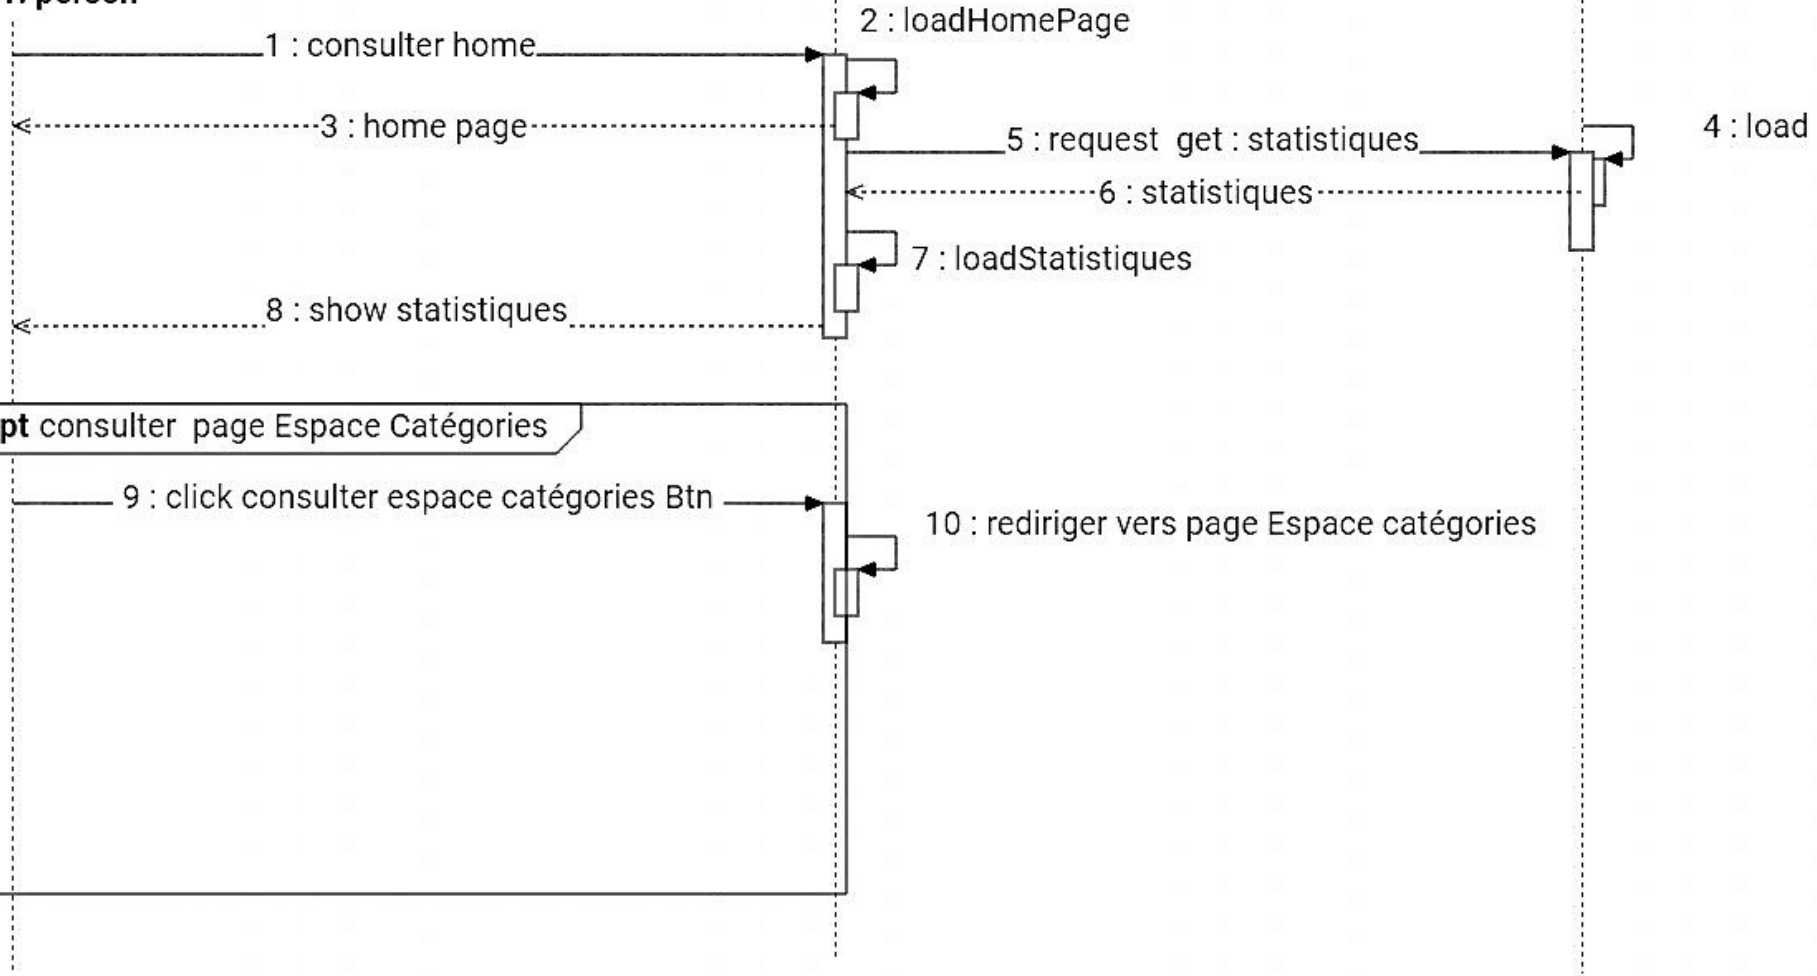 person
2 : loadHomePage
1 : consulter home
3 : home page
4 : load
5 : request get : statistiques
6 : statistiques
7 : loadStatistiques
8 : show statistiques
pt consulter page Espace Catégories
9 : click consulter espace catégories Btn
10 : rediriger vers page Espace catégories